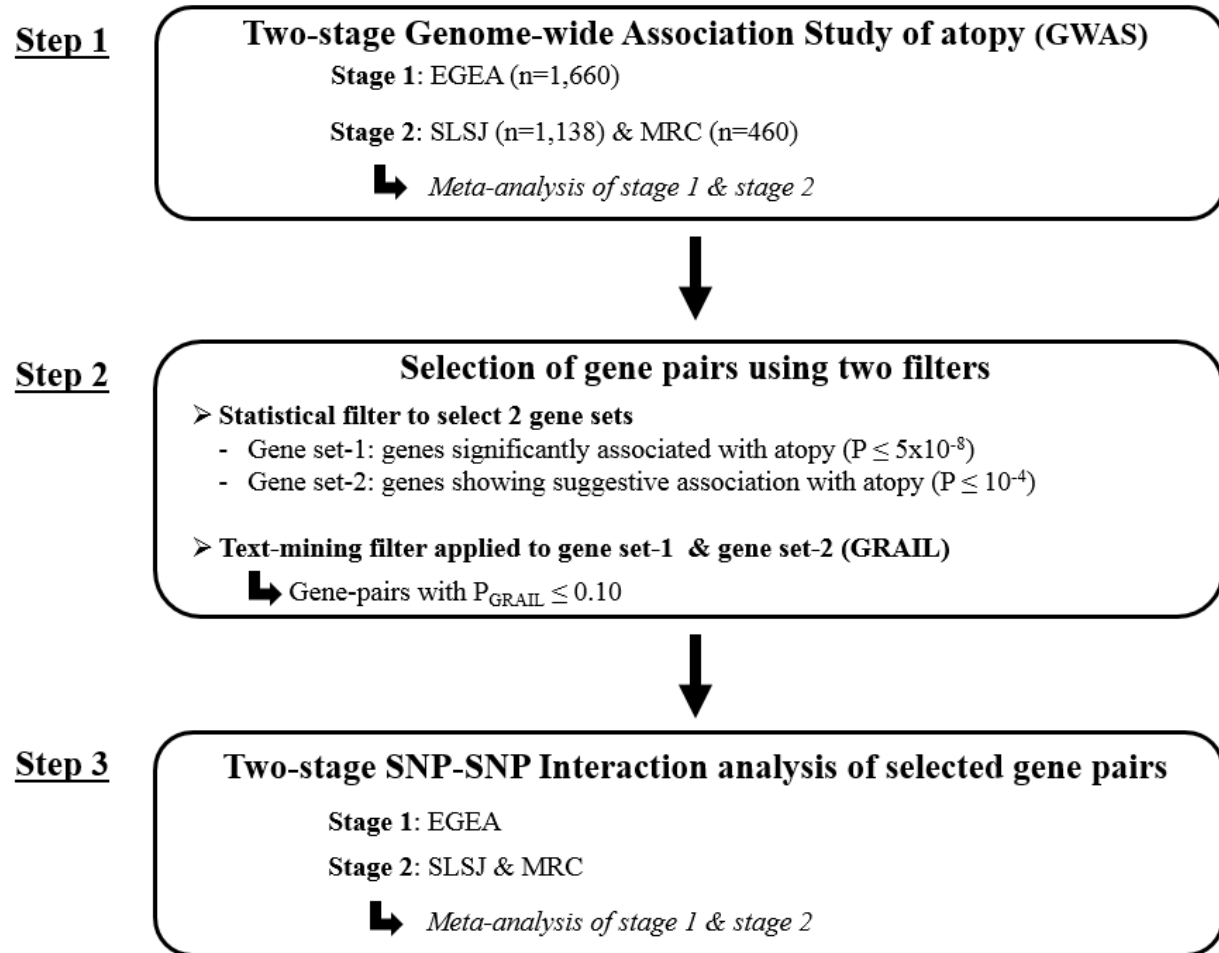 Step 1
Two-stage Genome-wide Association Study of atopy (GWAS)
Stage 1: EGEA (n=1,660)
Stage 2: SLSJ (n=1,138) & MRC (n=460)
Meta-analysis of stage 1 & stage 2
Step 2
Selection of gene pairs using two filters
➢ Statistical filter to select 2 gene sets
- Gene set-1: genes significantly associated with atopy (P ≤ 5x10⁻⁸)
- Gene set-2: genes showing suggestive association with atopy (P ≤ 10⁻⁴)
➢ Text-mining filter applied to gene set-1 & gene set-2 (GRAIL)
Gene-pairs with P_GRAIL ≤ 0.10
Step 3
Two-stage SNP-SNP Interaction analysis of selected gene pairs
Stage 1: EGEA
Stage 2: SLSJ & MRC
Meta-analysis of stage 1 & stage 2